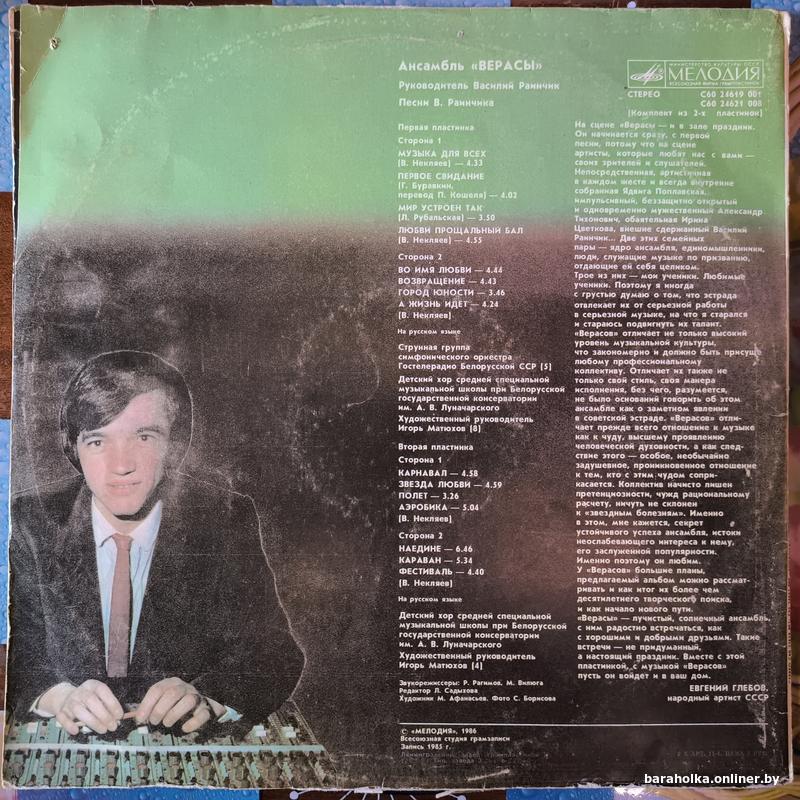 Ансамбль «ВЕРАСЫ»
Руководитель Василий Раинчик
Песни В. Раинчика
Первая пластинка
Сторона 1
МУЗЫКА ДЛЯ ВСЕХ
(В. Некляев) — 4.33
ПЕРВОЕ СВИДАНИЕ
(Г. Буравкин,
перевод П. Кошеля) — 4.02
МИР УСТРОЕН ТАК
(Л. Рубальская) — 3.50
ЛЮБВИ ПРОЩАЛЬНЫЙ БАЛ
(В. Некляев) — 4.55
Сторона 2
ВО ИМЯ ЛЮБВИ — 4.44
ВОЗВРАЩЕНИЕ — 4.43
ГОРОД ЮНОСТИ — 3.46
А ЖИЗНЬ ИДЕТ — 4.24
(В. Некляев)
На русском языке
Струнная группа
симфонического оркестра
Гостелерадио Белорусской ССР (5)
Детский хор средней специальной
музыкальной школы при Белорусской
государственной консерватории
им. А. В. Луначарского
Художественный руководитель
Игорь Матюхов (8)
Вторая пластинка
Сторона 1
КАРНАВАЛ — 4.58
ЗВЕЗДА ЛЮБВИ — 4.59
ПОЛЕТ — 3.26
АЭРОБИКА — 5.04
(В. Некляев)
Сторона 2
НАЕДИНЕ — 6.46
КАРАВАН — 5.34
ФЕСТИВАЛЬ — 4.40
(В. Некляев)
На русском языке
Детский хор средней специальной
музыкальной школы при Белорусской
государственной консерватории
им. А. В. Луначарского
Художественный руководитель
Игорь Матюхов (4)
Звукорежиссеры: Р. Рагимов, М. Вилюга
Редактор Л. Садыхова
Художник М. Афанасьев. Фото С. Борисова
© «МЕЛОДИЯ», 1986
Всесоюзная студия грамзаписи
Запись 1985 г.
МИНИСТЕРСТВО КУЛЬТУРЫ СССР
МЕЛОДИЯ
ВСЕСОЮЗНАЯ ФИРМА ГРАМПЛАСТИНОК
СТЕРЕО
С60 24619 001
С60 24621 008
(Комплект из 2-х пластинок)
На сцене «Верасы» — и в зале праздник.
Он начинается сразу, с первой
песни, потому что на сцене
артисты, которые любят нас с вами —
своих зрителей и слушателей.
Непосредственная, артистичная
в каждом жесте и всегда внутренне
собранная Ядвига Поплавская,
импульсивный, беззащитно открытый
и одновременно мужественный Александр
Тихонович, обаятельная Ирина
Цветкова, внешне сдержанный Василий
Раинчик... Две этих семейных
пары — ядро ансамбля, единомышленники,
люди, служащие музыке по призванию,
отдающие ей себя целиком.
Трое из них — мои ученики. Любимые
ученики. Поэтому я иногда
с грустью думаю о том, что эстрада
отвлекает их от серьезной работы
в серьезной музыке, на что я старался
и стараюсь подвигнуть их талант.
«Верасов» отличает не только высокий
уровень музыкальной культуры,
что закономерно и должно быть присуще
любому профессиональному
коллективу. Отличает их также не
только свой стиль, своя манера
исполнения, без чего, разумеется,
не было оснований говорить об этом
ансамбле как о заметном явлении
в советской эстраде. «Верасов» отли-
чает прежде всего отношение к музыке
как к чуду, высшему проявлению
человеческой духовности, а как след-
ствие этого — особое, необычайно
задушевное, проникновенное отношение
к тем, кто с этим чудом сопри-
касается. Коллектив начисто лишен
претенциозности, чужд рациональному
расчету, ничуть не склонен
к «звездным болезням». Именно
в этом, мне кажется, секрет
устойчивого успеха ансамбля, истоки
неослабевающего интереса к нему,
его заслуженной популярности.
Именно поэтому он любим.
У «Верасов» большие планы,
предлагаемый альбом можно рассмат-
ривать и как итог их более чем
десятилетнего творческого поиска,
и как начало нового пути.
«Верасы» — лучистый, солнечный ансамбль,
с ним радостно встречаться, как
с хорошими и добрыми друзьями. Такие
встречи — не придуманный,
а настоящий праздник. Вместе с этой
пластинкой, с музыкой «Верасов»
пусть он войдет и в ваш дом.
ЕВГЕНИЙ ГЛЕБОВ,
народный артист СССР
baraholka.onliner.by